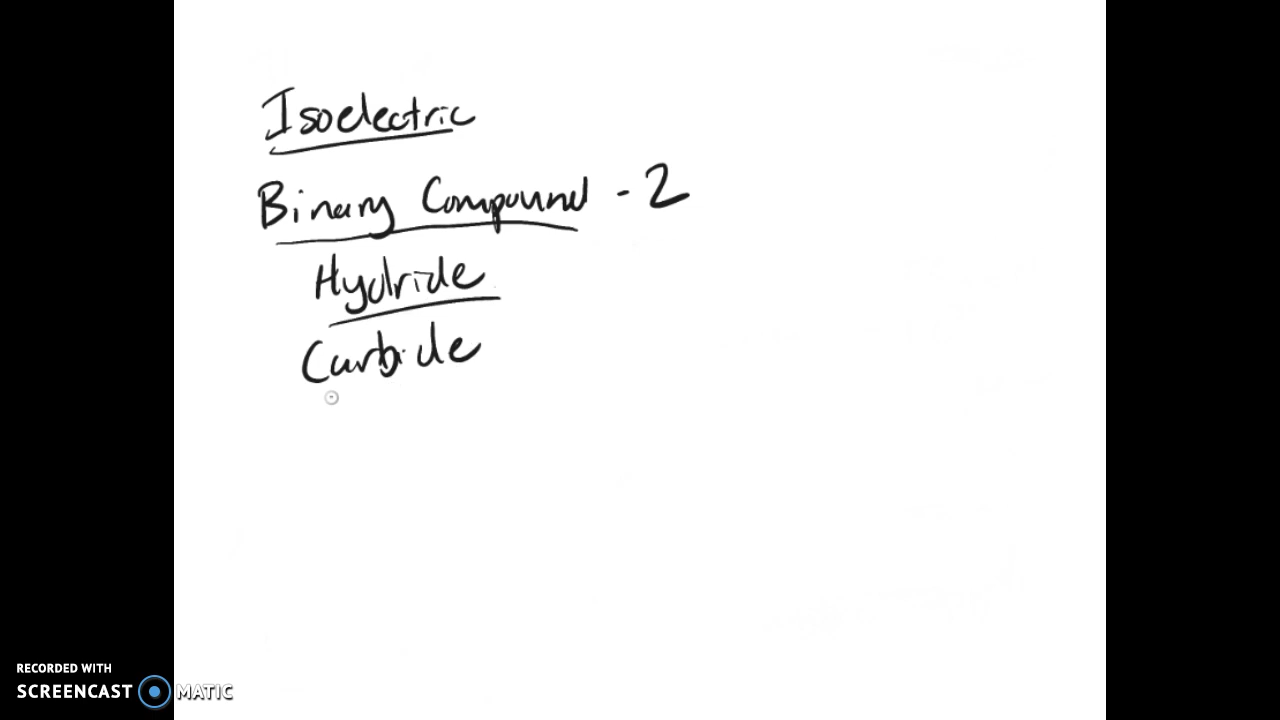 Isoelectric
Binary Compound - 2
Hydride
Carbide
RECORDED WITH
SCREENCAST MATIC